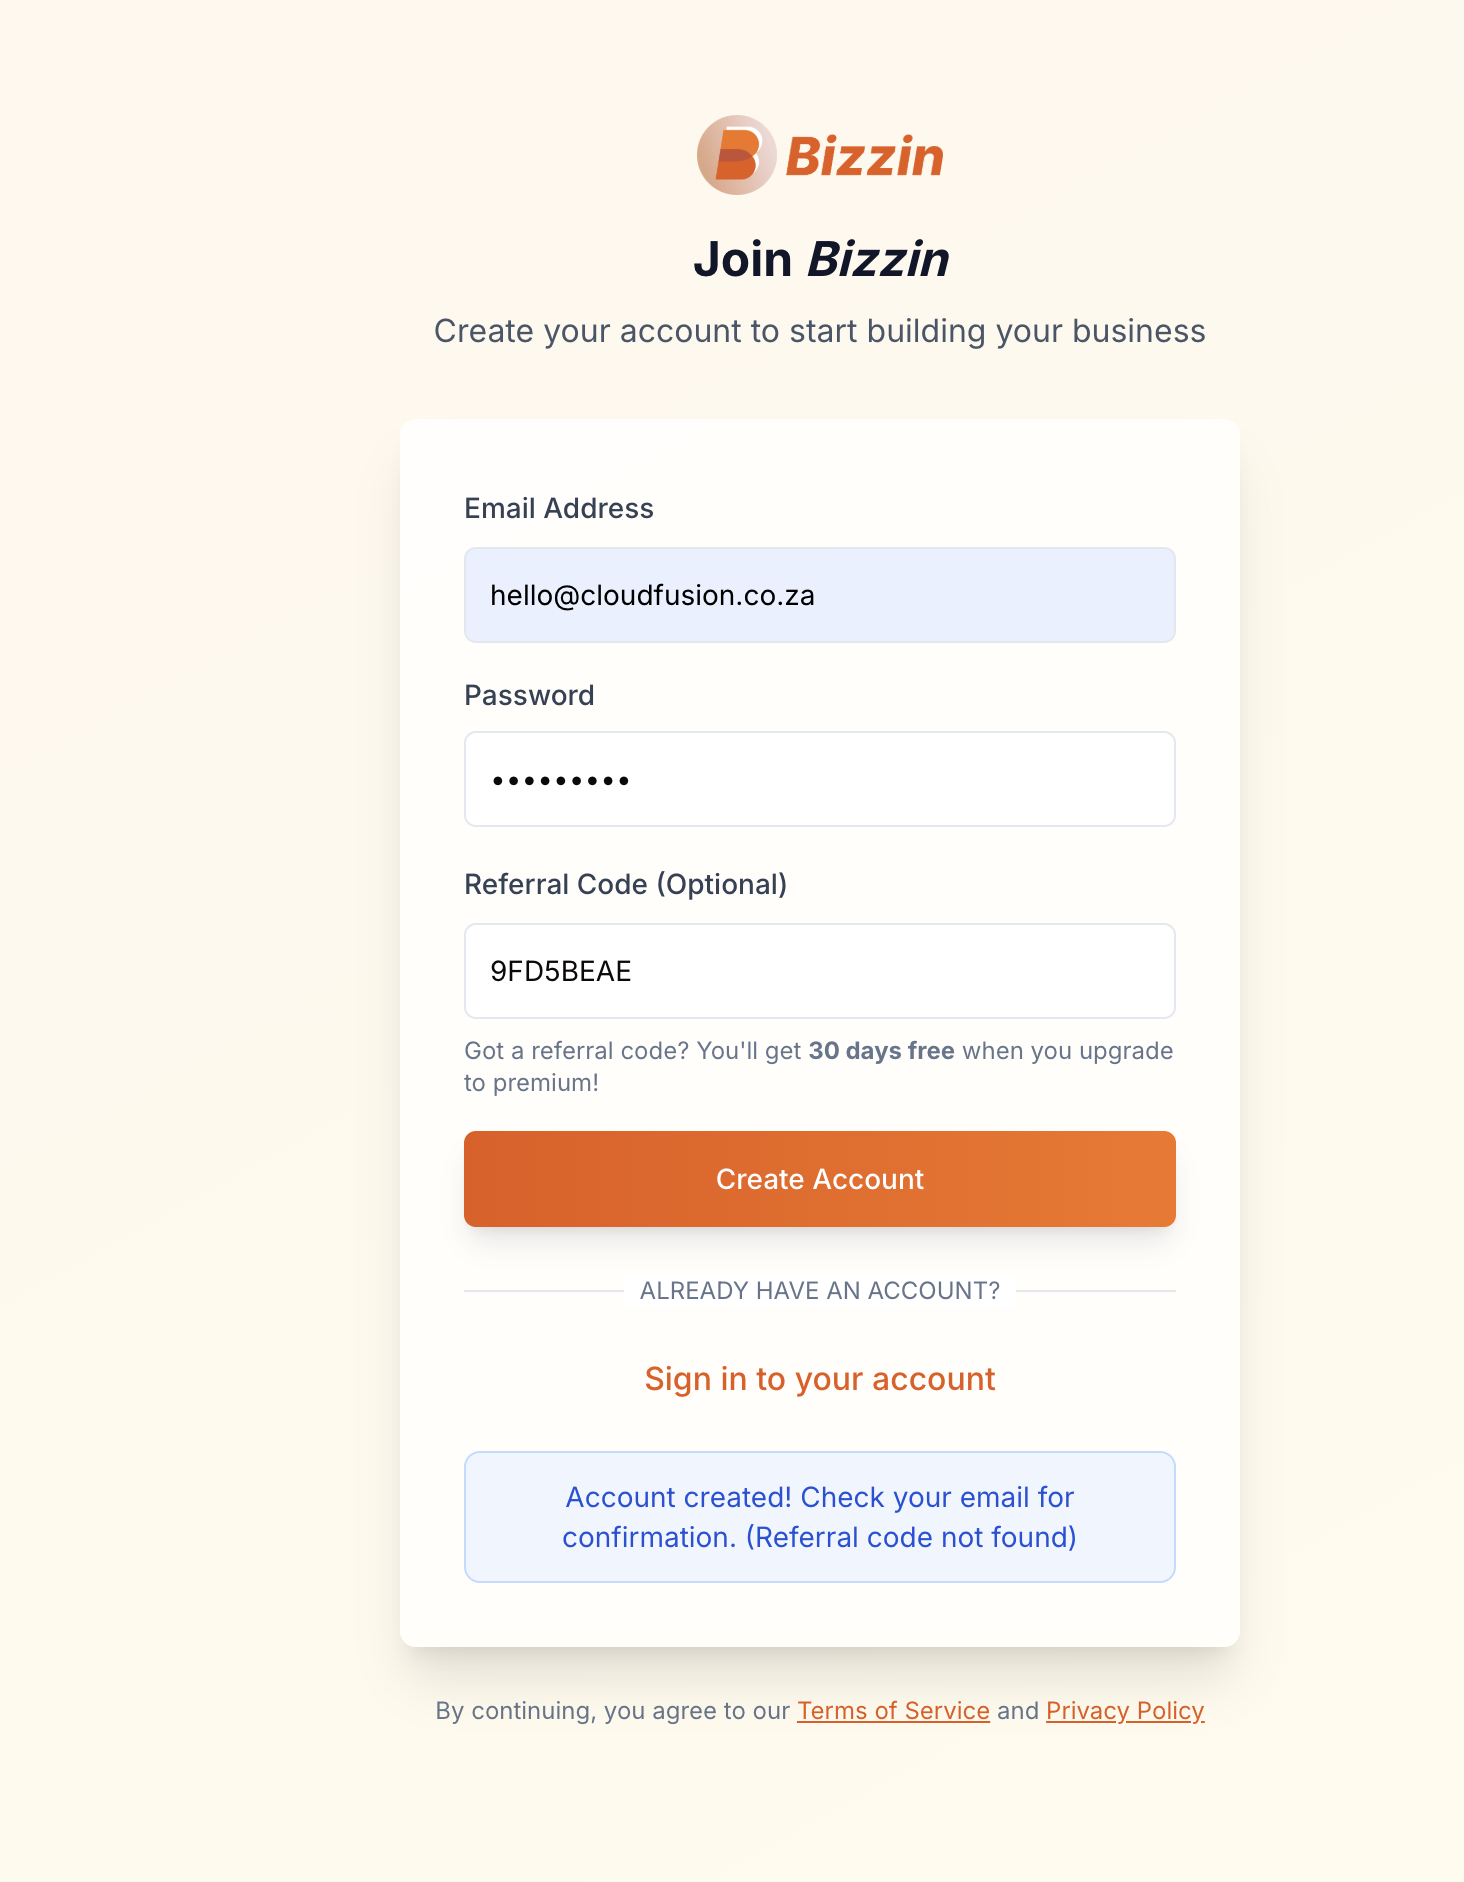 Bizzin
Join Bizzin
Create your account to start building your business
Email Address
hello@cloudfusion.co.za
Password
•••••••••
Referral Code (Optional)
9FD5BEAE
Got a referral code? You'll get 30 days free when you upgrade
to premium!
Create Account
ALREADY HAVE AN ACCOUNT?
Sign in to your account
Account created! Check your email for
confirmation. (Referral code not found)
By continuing, you agree to our Terms of Service and Privacy Policy